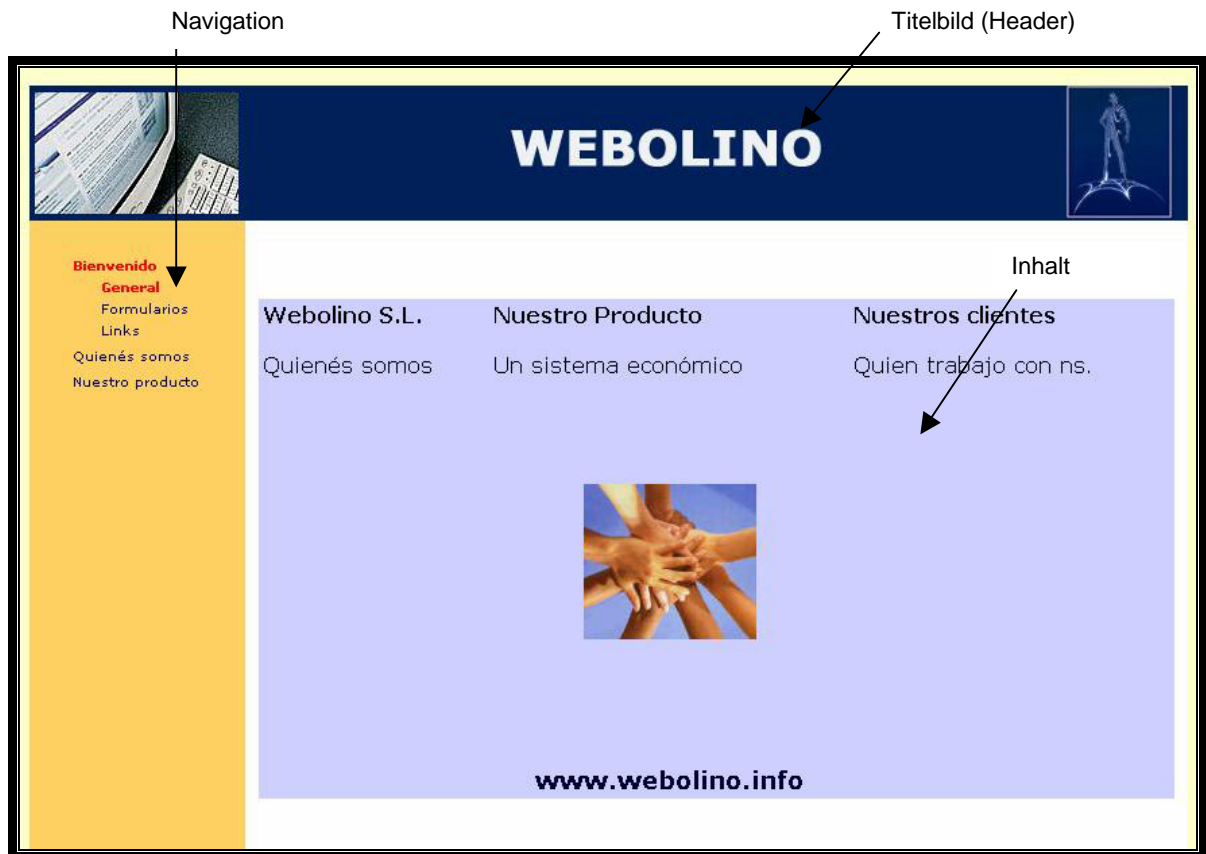 Navigation
Titelbild (Header)
WEBOLINO
Bienvenido
General
Formularios
Links
Quienés somos
Nuestro producto
Inhalt
Webolino S.L.
Nuestro Producto
Nuestros clientes
Quienés somos
Un sistema económico
Quien trabajo con ns.
www.webolino.info